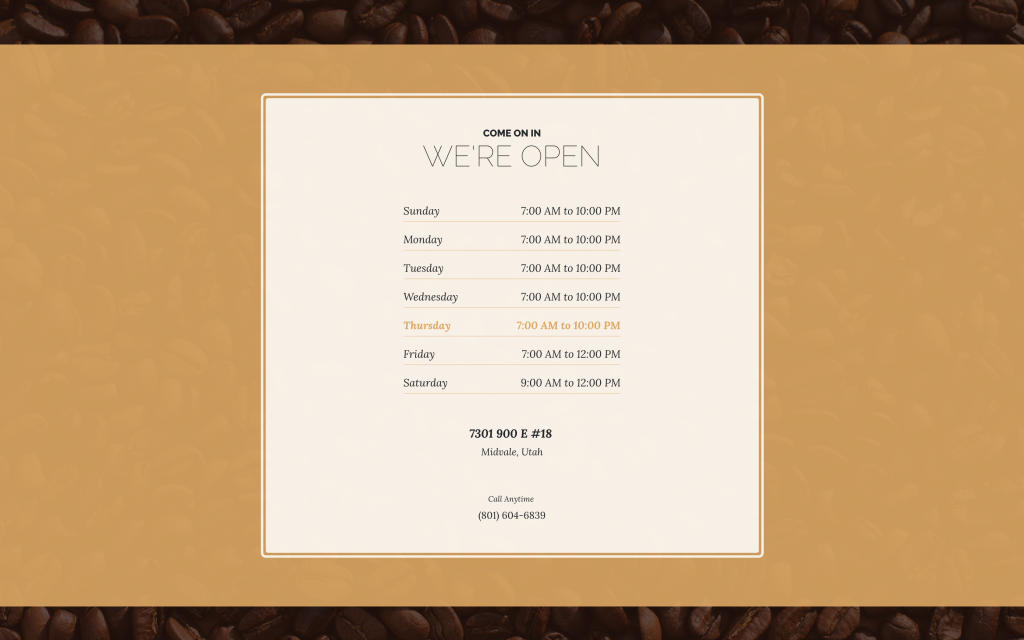 COME ON IN
WE'RE OPEN
Sunday 7:00 AM to 10:00 PM
Monday 7:00 AM to 10:00 PM
Tuesday 7:00 AM to 10:00 PM
Wednesday 7:00 AM to 10:00 PM
Thursday 7:00 AM to 10:00 PM
Friday 7:00 AM to 12:00 PM
Saturday 9:00 AM to 12:00 PM
7301 900 E #18
Midvale, Utah
Call Anytime
(801) 604-6839